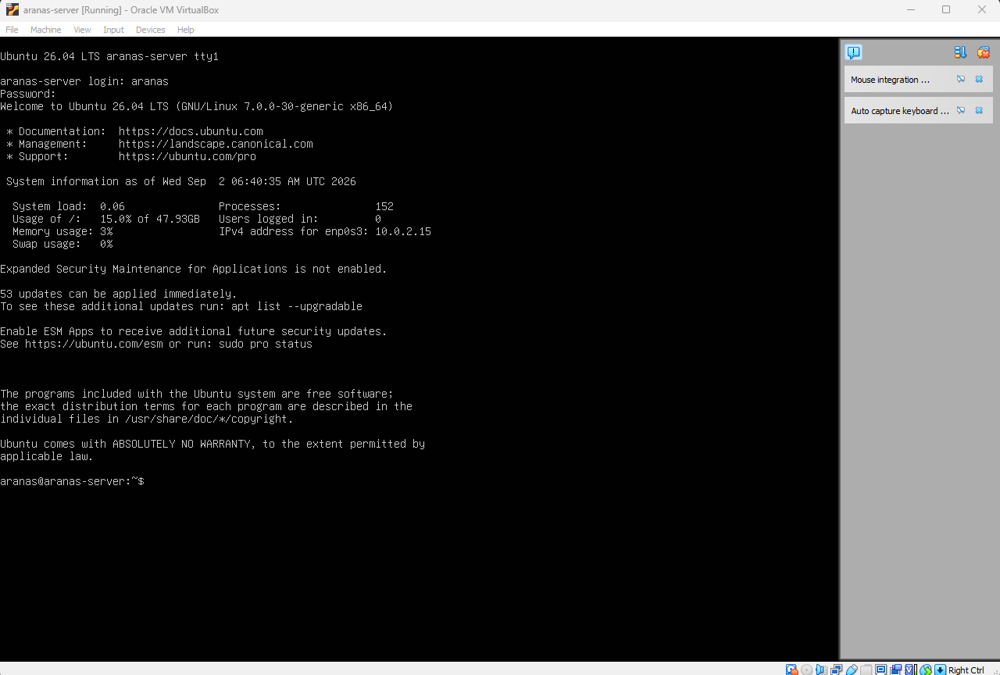 aranas-server [Running] - Oracle VM VirtualBox
File Machine View Input Devices Help
Ubuntu 26.04 LTS aranas-server tty1
aranas-server login: aranas
Password:
Welcome to Ubuntu 26.04 LTS (GNU/Linux 7.0.0-30-generic x86_64)
* Documentation: https://docs.ubuntu.com
* Management: https://landscape.canonical.com
* Support: https://ubuntu.com/pro
System information as of Wed Sep 2 06:40:35 AM UTC 2026
System load: 0.06 Processes: 152
Usage of /: 15.0% of 47.93GB Users logged in: 0
Memory usage: 3% IPv4 address for enp0s3: 10.0.2.15
Swap usage: 0%
Expanded Security Maintenance for Applications is not enabled.
53 updates can be applied immediately.
To see these additional updates run: apt list --upgradable
Enable ESM Apps to receive additional future security updates.
See https://ubuntu.com/esm or run: sudo pro status
The programs included with the Ubuntu system are free software;
the exact distribution terms for each program are described in the
individual files in /usr/share/doc/*/copyright.
Ubuntu comes with ABSOLUTELY NO WARRANTY, to the extent permitted by
applicable law.
aranas@aranas-server:~$
Mouse integration ...
Auto capture keyboard ...
Right Ctrl